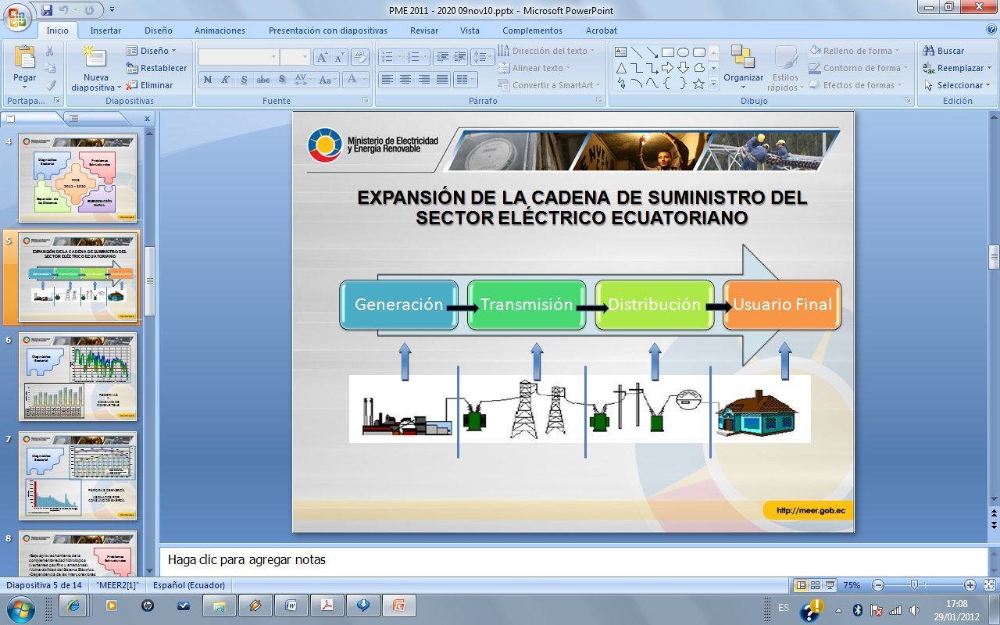 PME 2011 - 2020 09nov10.pptx - Microsoft PowerPoint
Inicio Insertar Diseño Animaciones Presentación con diapositivas Revisar Vista Complementos Acrobat
Pegar
Portapa...
Nueva diapositiva
Diseño
Restablecer
Eliminar
Diapositivas
N K S abc S AV Aa A
Fuente
Dirección del texto
Alinear texto
Convertir a SmartArt
Párrafo
Organizar
Estilos rápidos
Relleno de forma
Contorno de forma
Efectos de formas
Dibujo
Buscar
Reemplazar
Seleccionar
Edición
4
Diagnóstico Sectorial
Problemas Estructurales
PME
2011 - 2020
Expansión de los Sistemas
ENERGIZACIÓN RURAL
5
EXPANSIÓN DE LA CADENA DE SUMINISTRO DEL
SECTOR ELÉCTRICO ECUATORIANO
Generación Transmisión Distribución Usuario Final
6
Diagnóstico Sectorial
RESERVAS
Y
CONSUMO DE
COMBUSTIBLE
7
Diagnóstico Sectorial
PÉRDIDAS DE ENERGÍA
Y
ABONADOS POR
CONSUMO DE ENERGÍA
8
-Bajo aprovechamiento de la
complementariedad hidrológica
(vertientes pacífico y amazonas).
-Vulnerabilidad del Sistema Eléctrico.
-Dependencia de las interconexiones
Problemas Estructurales
Ministerio de Electricidad
y Energía Renovable
EXPANSIÓN DE LA CADENA DE SUMINISTRO DEL
SECTOR ELÉCTRICO ECUATORIANO
Generación Transmisión Distribución Usuario Final
http://meer.gob.ec
Haga clic para agregar notas
Diapositiva 5 de 14 "MEER2[1]" Español (Ecuador) 75%
ES 17:08
29/01/2012